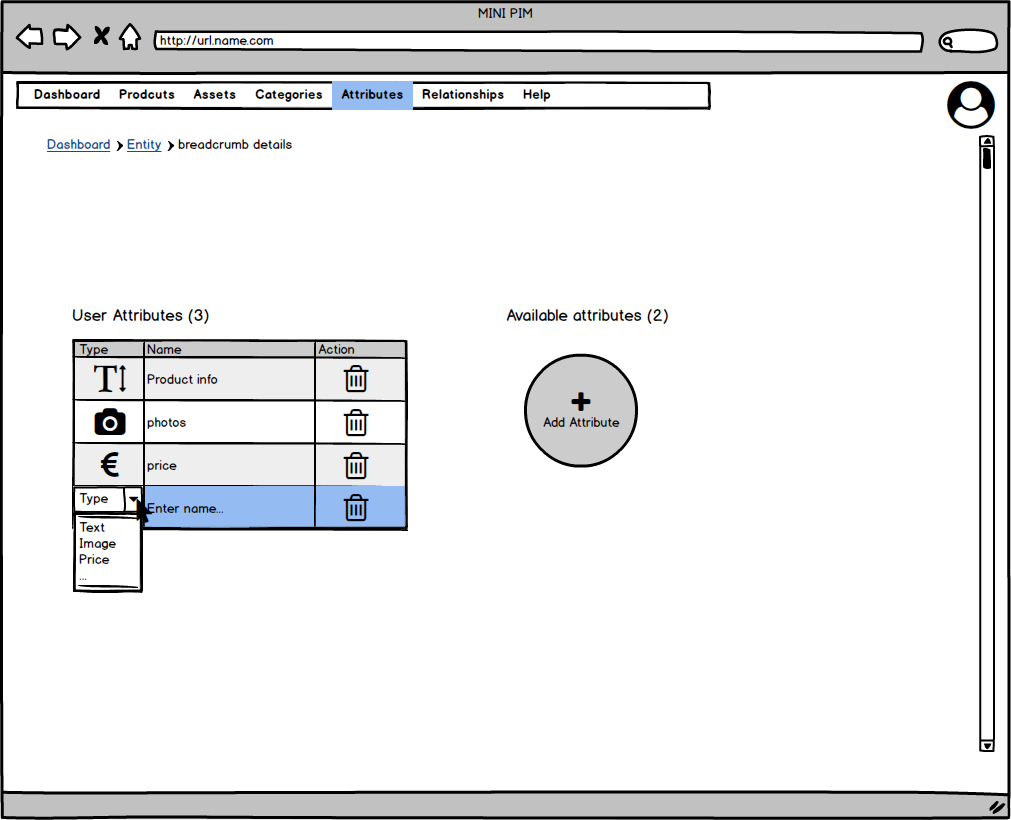 MINI PIM
http://url.name.com
Dashboard Prodcuts Assets Categories Attributes Relationships Help
Dashboard Entity breadcrumb details
User Attributes (3)
Available attributes (2)
Type Name Action
Product info
photos
price
Type Enter name...
Text
Image
Price
...
+
Add Attribute